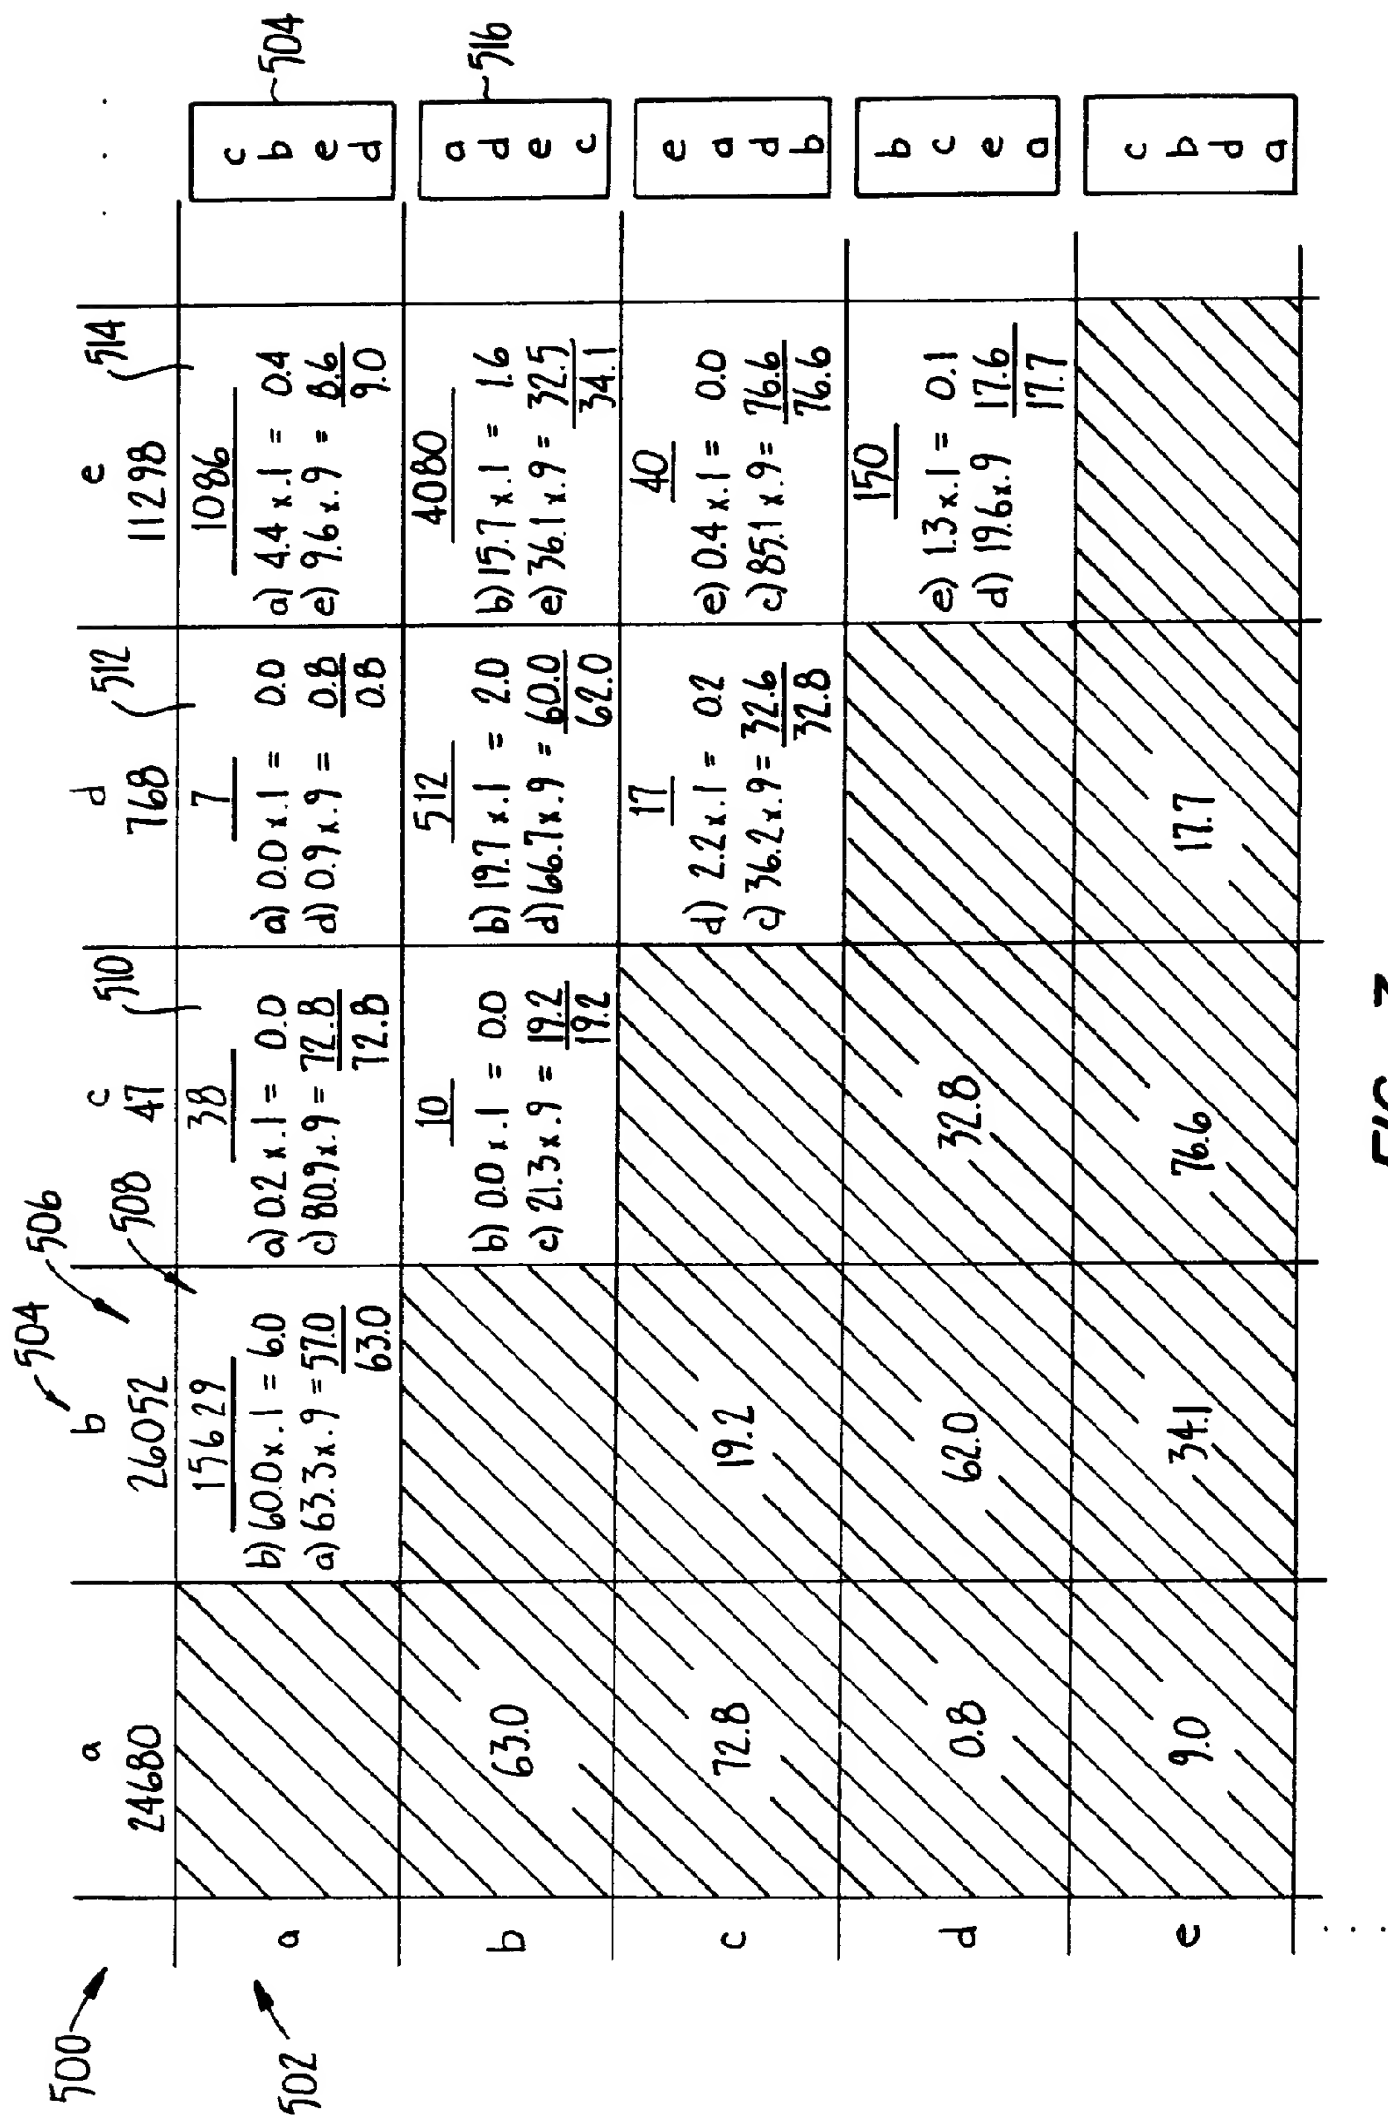 500
502
504
506
508
510
512
514
a b c d e
24680 26052 47 768 11298
a
15629
b) 60.0 x .1 = 6.0
a) 63.3 x .9 = 57.0
63.0
38
a) 0.2 x .1 = 0.0
c) 80.9 x .9 = 72.8
72.8
7
a) 0.0 x .1 = 0.0
d) 0.9 x .9 = 0.8
0.8
1086
a) 4.4 x .1 = 0.4
e) 9.6 x .9 = 8.6
9.0
c b e d
504
b
63.0
10
b) 0.0 x .1 = 0.0
c) 21.3 x .9 = 19.2
19.2
512
b) 19.7 x .1 = 2.0
d) 66.7 x .9 = 60.0
62.0
4080
b) 15.7 x .1 = 1.6
e) 36.1 x .9 = 32.5
34.1
a d e c
516
c
72.8
19.2
17
d) 2.2 x .1 = 0.2
c) 36.2 x .9 = 32.6
32.8
40
e) 0.4 x .1 = 0.0
c) 85.1 x .9 = 76.6
76.6
e a d b
d
0.8
62.0
32.8
150
e) 1.3 x .1 = 0.1
d) 19.6 x .9 17.6
17.7
b c e a
e
9.0
34.1
76.6
17.7
c b d a